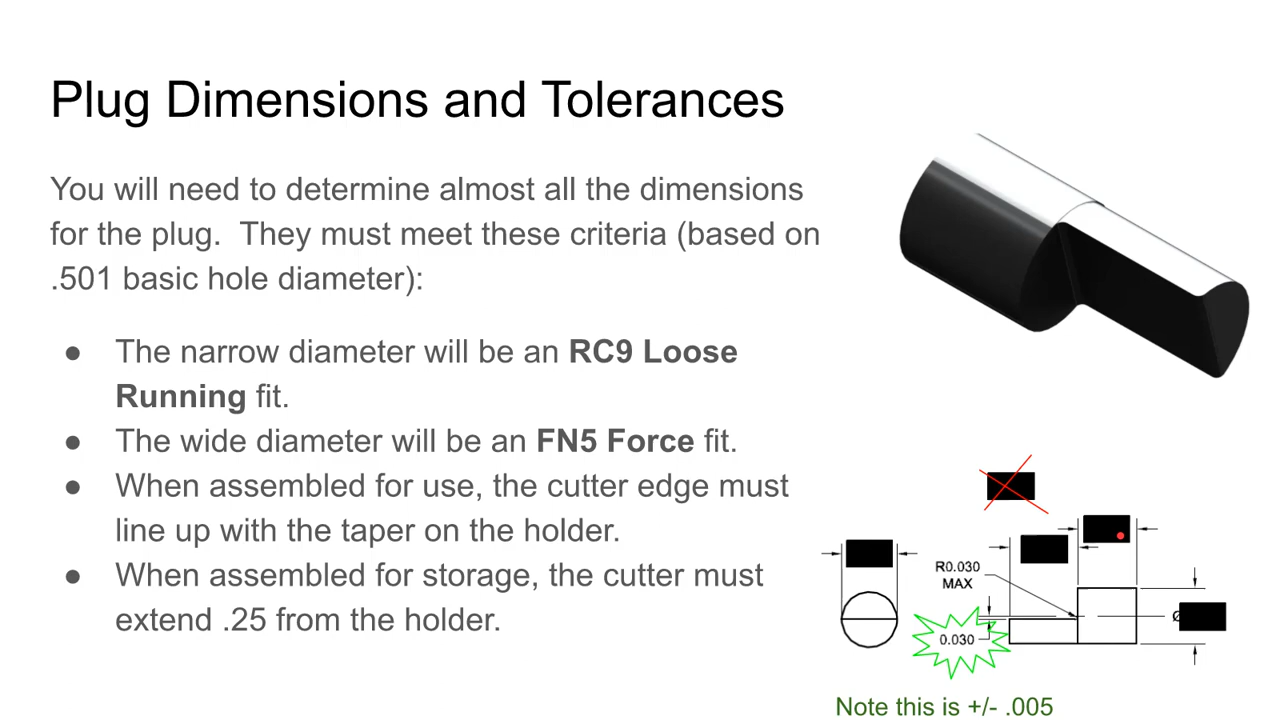 Plug Dimensions and Tolerances
You will need to determine almost all the dimensions
for the plug.  They must meet these criteria (based on
.501 basic hole diameter):
● The narrow diameter will be an RC9 Loose
Running fit.
● The wide diameter will be an FN5 Force fit.
● When assembled for use, the cutter edge must
line up with the taper on the holder.
● When assembled for storage, the cutter must
extend .25 from the holder.
R0.030
MAX
Ø
0.030
Note this is +/- .005